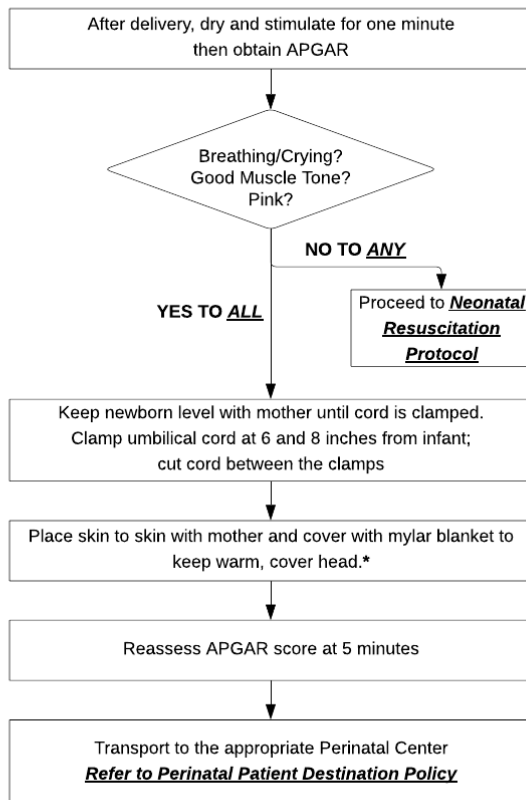 After delivery, dry and stimulate for one minute
then obtain APGAR
Breathing/Crying?
Good Muscle Tone?
Pink?
NO TO ANY
YES TO ALL
Proceed to Neonatal
Resuscitation
Protocol
Keep newborn level with mother until cord is clamped.
Clamp umbilical cord at 6 and 8 inches from infant;
cut cord between the clamps
Place skin to skin with mother and cover with mylar blanket to
keep warm, cover head.*
Reassess APGAR score at 5 minutes
Transport to the appropriate Perinatal Center
Refer to Perinatal Patient Destination Policy